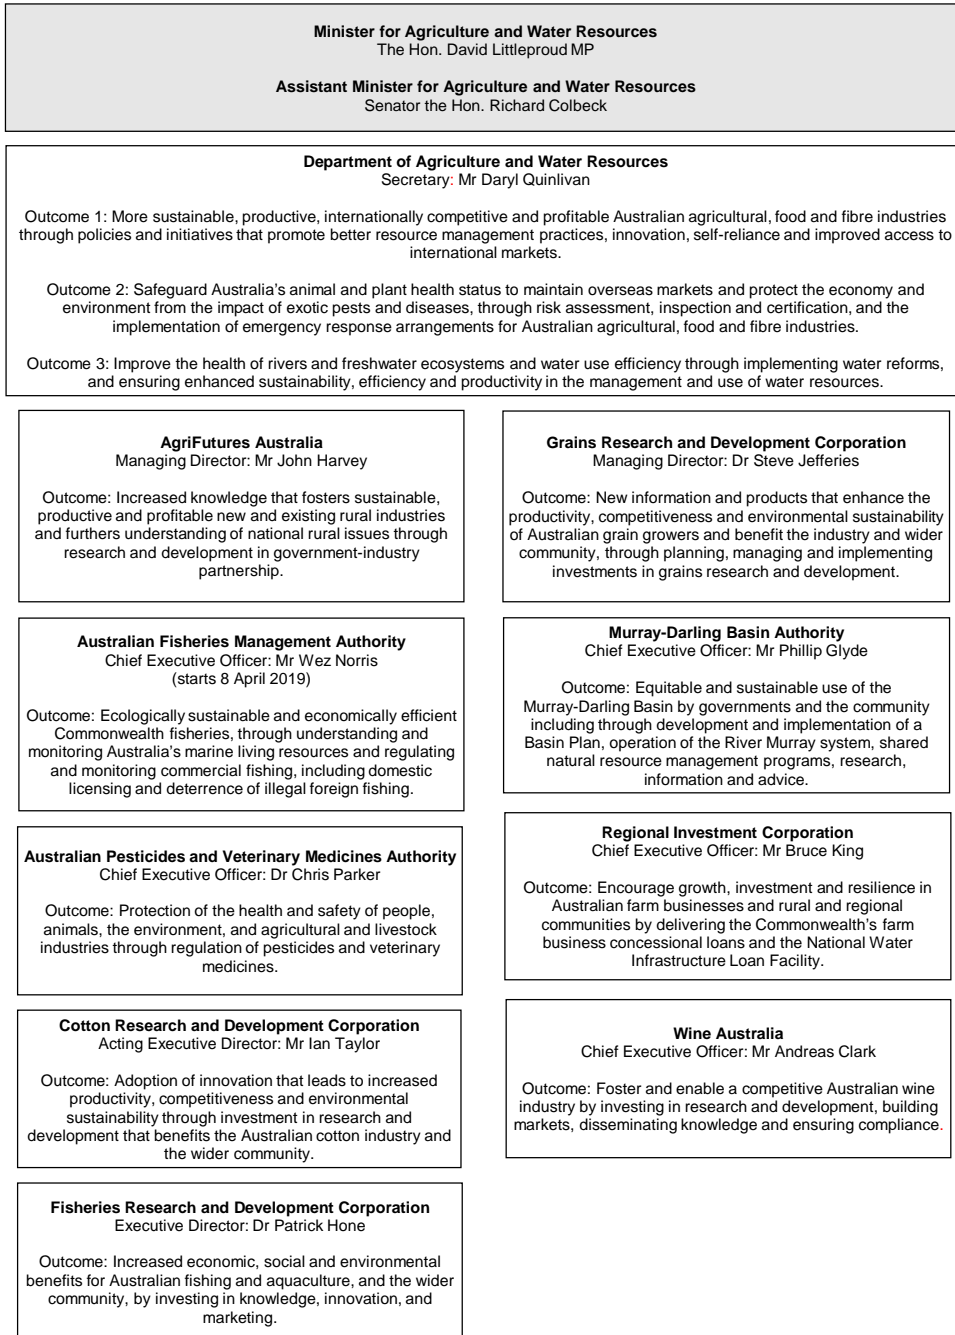 Minister for Agriculture and Water Resources
The Hon. David Littleproud MP
Assistant Minister for Agriculture and Water Resources
Senator the Hon. Richard Colbeck
Department of Agriculture and Water Resources
Secretary: Mr Daryl Quinlivan
Outcome 1: More sustainable, productive, internationally competitive and profitable Australian agricultural, food and fibre industries
through policies and initiatives that promote better resource management practices, innovation, self-reliance and improved access to
international markets.
Outcome 2: Safeguard Australia's animal and plant health status to maintain overseas markets and protect the economy and
environment from the impact of exotic pests and diseases, through risk assessment, inspection and certification, and the
implementation of emergency response arrangements for Australian agricultural, food and fibre industries.
Outcome 3: Improve the health of rivers and freshwater ecosystems and water use efficiency through implementing water reforms,
and ensuring enhanced sustainability, efficiency and productivity in the management and use of water resources.
AgriFutures Australia
Managing Director: Mr John Harvey
Outcome: Increased knowledge that fosters sustainable,
productive and profitable new and existing rural industries
and furthers understanding of national rural issues through
research and development in government-industry
partnership.
Australian Fisheries Management Authority
Chief Executive Officer: Mr Wez Norris
(starts 8 April 2019)
Outcome: Ecologically sustainable and economically efficient
Commonwealth fisheries, through understanding and
monitoring Australia's marine living resources and regulating
and monitoring commercial fishing, including domestic
licensing and deterrence of illegal foreign fishing.
Australian Pesticides and Veterinary Medicines Authority
Chief Executive Officer: Dr Chris Parker
Outcome: Protection of the health and safety of people,
animals, the environment, and agricultural and livestock
industries through regulation of pesticides and veterinary
medicines.
Cotton Research and Development Corporation
Acting Executive Director: Mr Ian Taylor
Outcome: Adoption of innovation that leads to increased
productivity, competitiveness and environmental
sustainability through investment in research and
development that benefits the Australian cotton industry and
the wider community.
Fisheries Research and Development Corporation
Executive Director: Dr Patrick Hone
Outcome: Increased economic, social and environmental
benefits for Australian fishing and aquaculture, and the wider
community, by investing in knowledge, innovation, and
marketing.
Grains Research and Development Corporation
Managing Director: Dr Steve Jefferies
Outcome: New information and products that enhance the
productivity, competitiveness and environmental sustainability
of Australian grain growers and benefit the industry and wider
community, through planning, managing and implementing
investments in grains research and development.
Murray-Darling Basin Authority
Chief Executive Officer: Mr Phillip Glyde
Outcome: Equitable and sustainable use of the
Murray-Darling Basin by governments and the community
including through development and implementation of a
Basin Plan, operation of the River Murray system, shared
natural resource management programs, research,
information and advice.
Regional Investment Corporation
Chief Executive Officer: Mr Bruce King
Outcome: Encourage growth, investment and resilience in
Australian farm businesses and rural and regional
communities by delivering the Commonwealth's farm
business concessional loans and the National Water
Infrastructure Loan Facility.
Wine Australia
Chief Executive Officer: Mr Andreas Clark
Outcome: Foster and enable a competitive Australian wine
industry by investing in research and development, building
markets, disseminating knowledge and ensuring compliance.